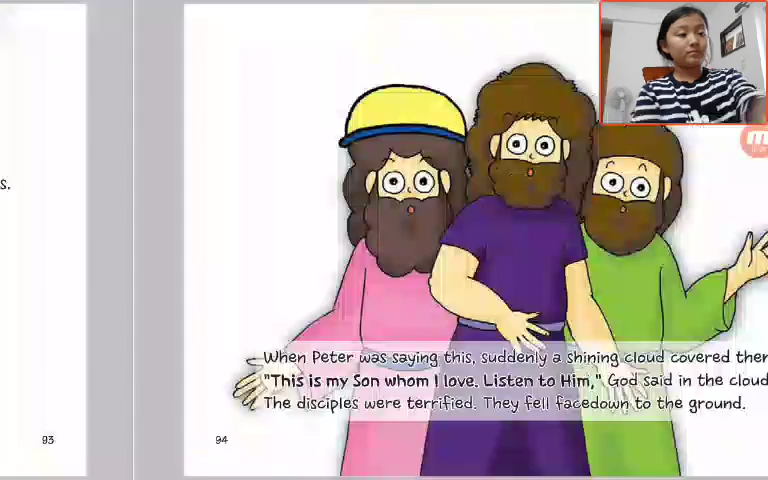 s.
When Peter was saying this, suddenly a shining cloud covered
"This is my Son whom I love. Listen to Him," God said in the cloud
The disciples were terrified. They fell facedown to the ground.
93
94